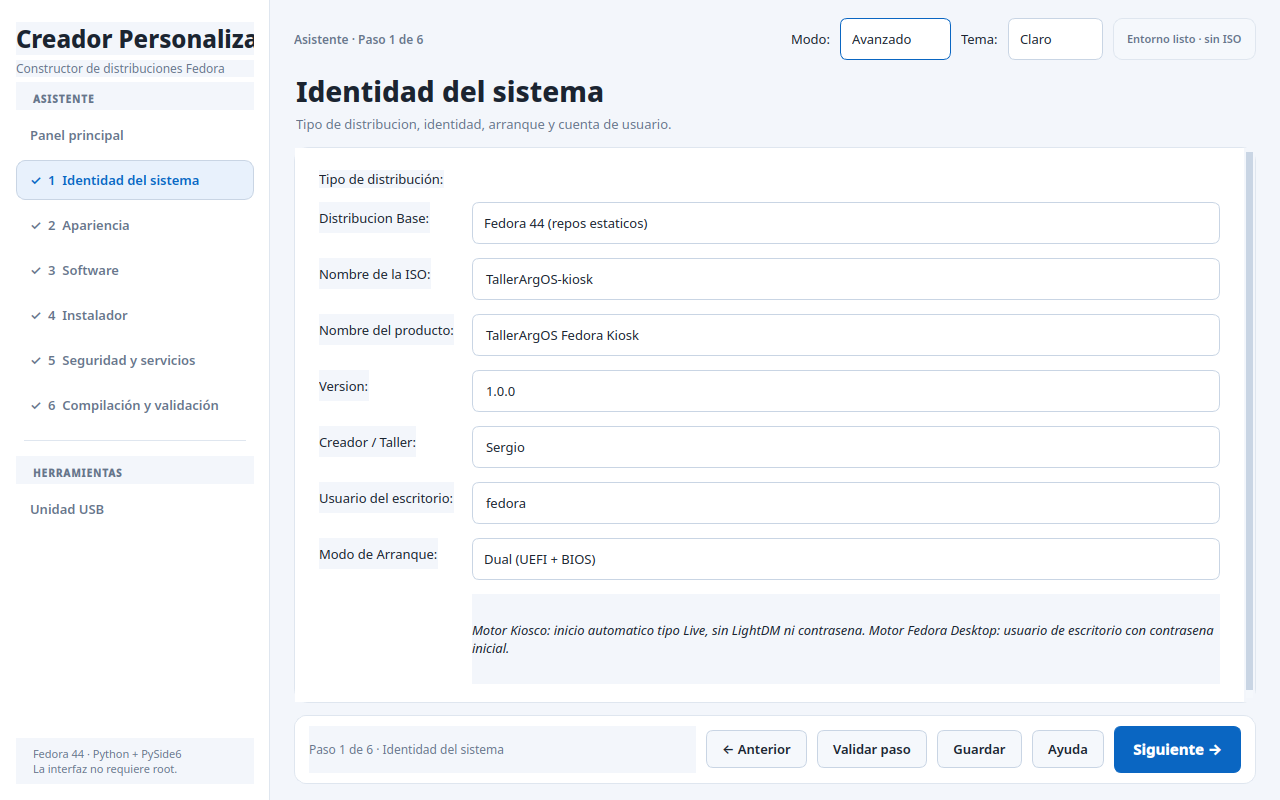 Creador Personaliza
Constructor de distribuciones Fedora
ASISTENTE
Panel principal
✓ 1 Identidad del sistema
✓ 2 Apariencia
✓ 3 Software
✓ 4 Instalador
✓ 5 Seguridad y servicios
✓ 6 Compilación y validación
HERRAMIENTAS
Unidad USB
Fedora 44 · Python + PySide6
La interfaz no requiere root.
Asistente · Paso 1 de 6
Modo: Avanzado Tema: Claro Entorno listo · sin ISO
Identidad del sistema
Tipo de distribucion, identidad, arranque y cuenta de usuario.
Tipo de distribución:
Distribucion Base: Fedora 44 (repos estaticos)
Nombre de la ISO: TallerArgOS-kiosk
Nombre del producto: TallerArgOS Fedora Kiosk
Version: 1.0.0
Creador / Taller: Sergio
Usuario del escritorio: fedora
Modo de Arranque: Dual (UEFI + BIOS)
Motor Kiosco: inicio automatico tipo Live, sin LightDM ni contrasena. Motor Fedora Desktop: usuario de escritorio con contrasena
inicial.
Paso 1 de 6 · Identidad del sistema
← Anterior Validar paso Guardar Ayuda Siguiente →